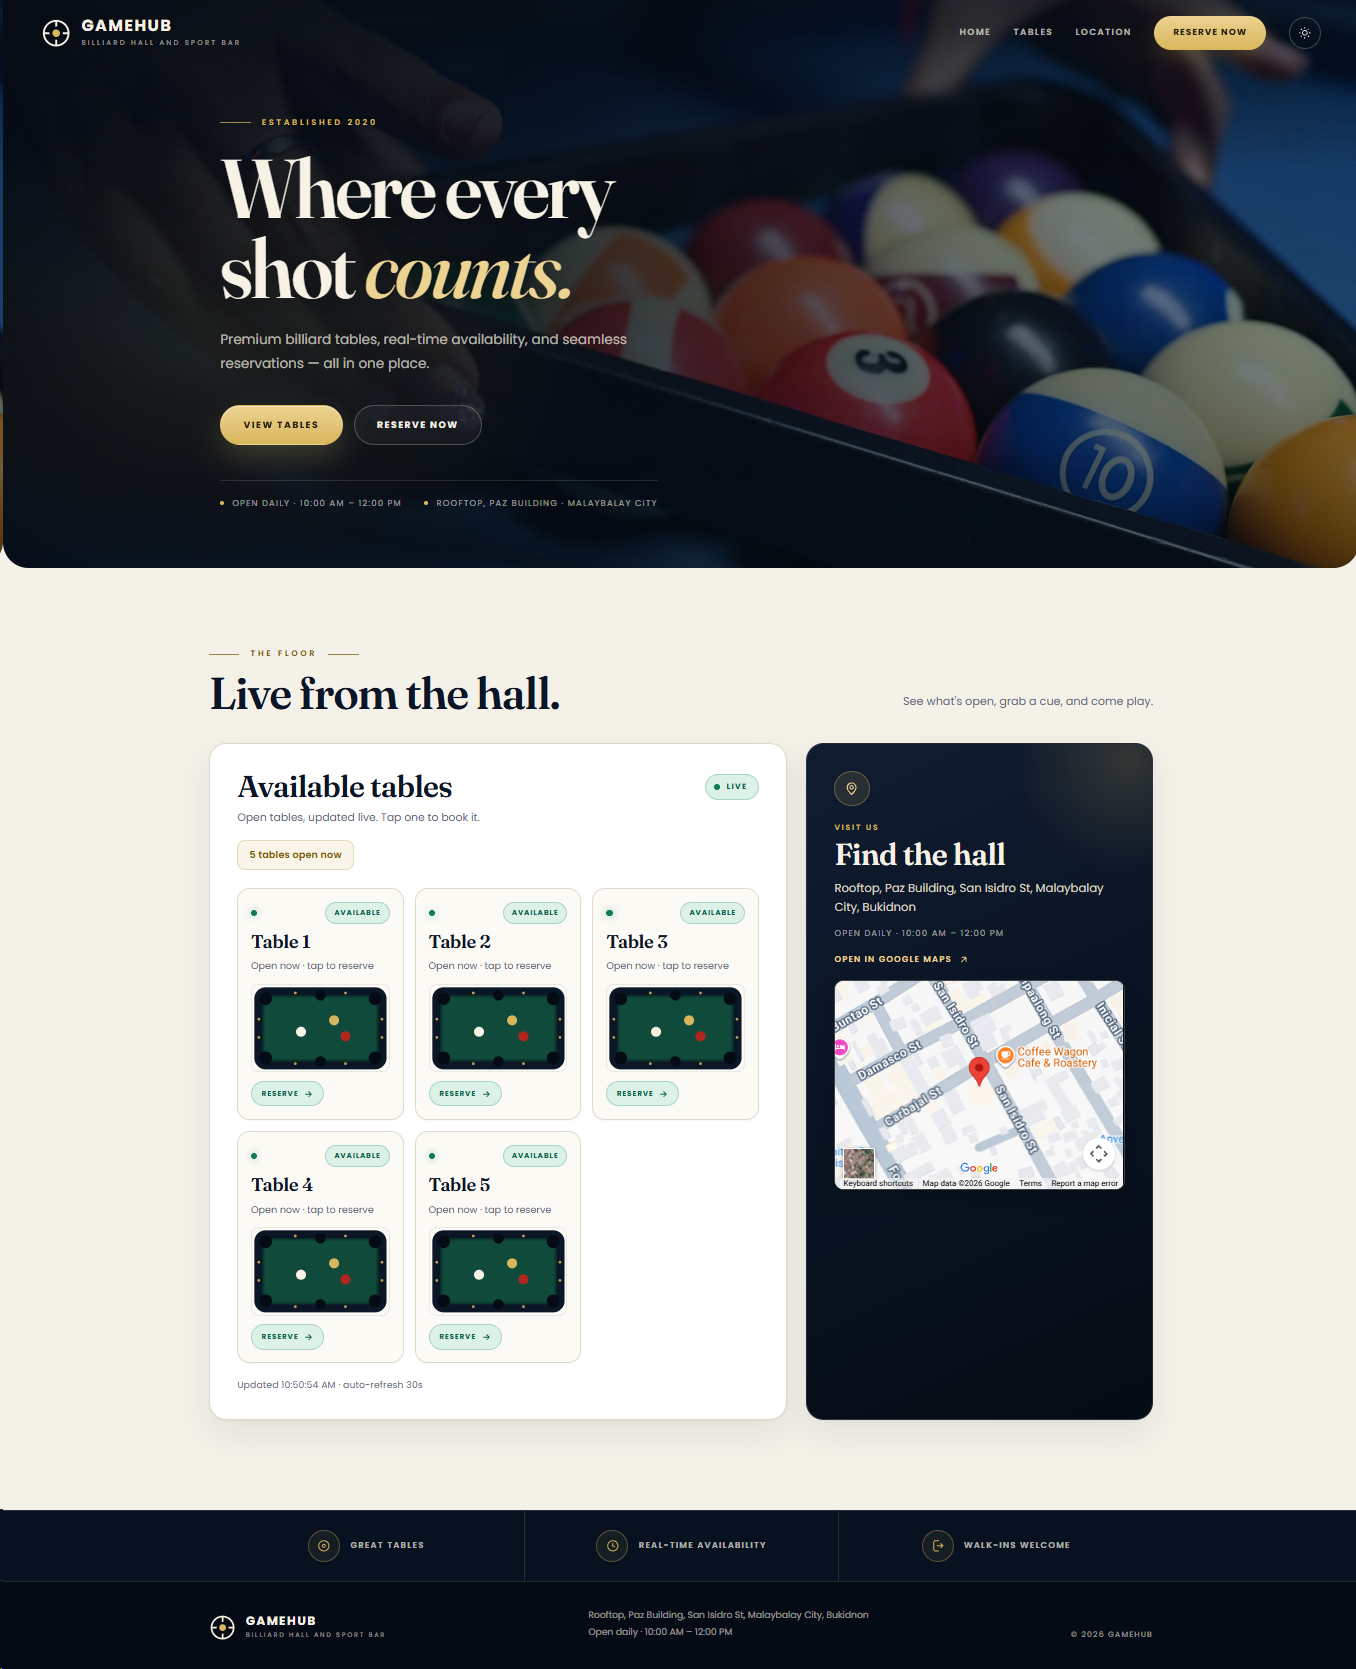 GAMEHUB
BILLIARD HALL AND SPORT BAR
HOME
TABLES
LOCATION
RESERVE NOW
ESTABLISHED 2020
Where every
shot counts.
Premium billiard tables, real-time availability, and seamless
reservations — all in one place.
VIEW TABLES
RESERVE NOW
OPEN DAILY · 10:00 AM – 12:00 PM
ROOFTOP, PAZ BUILDING · MALAYBALAY CITY
3
10
THE FLOOR
Live from the hall.
See what's open, grab a cue, and come play.
Available tables
LIVE
Open tables, updated live. Tap one to book it.
5 tables open now
AVAILABLE
Table 1
Open now · tap to reserve
RESERVE →
AVAILABLE
Table 2
Open now · tap to reserve
RESERVE →
AVAILABLE
Table 3
Open now · tap to reserve
RESERVE →
AVAILABLE
Table 4
Open now · tap to reserve
RESERVE →
AVAILABLE
Table 5
Open now · tap to reserve
RESERVE →
Updated 10:50:54 AM · auto-refresh 30s
VISIT US
Find the hall
Rooftop, Paz Building, San Isidro St, Malaybalay
City, Bukidnon
OPEN DAILY · 10:00 AM – 12:00 PM
OPEN IN GOOGLE MAPS
San Isidro St
Damasco St
Coffee Wagon
Cafe & Roastery
Carbajal St
San Isidro St
Google
Keyboard shortcuts
Map data ©2026 Google
Terms
Report a map error
GREAT TABLES
REAL-TIME AVAILABILITY
WALK-INS WELCOME
GAMEHUB
BILLIARD HALL AND SPORT BAR
Rooftop, Paz Building, San Isidro St, Malaybalay City, Bukidnon
Open daily · 10:00 AM – 12:00 PM
© 2026 GAMEHUB